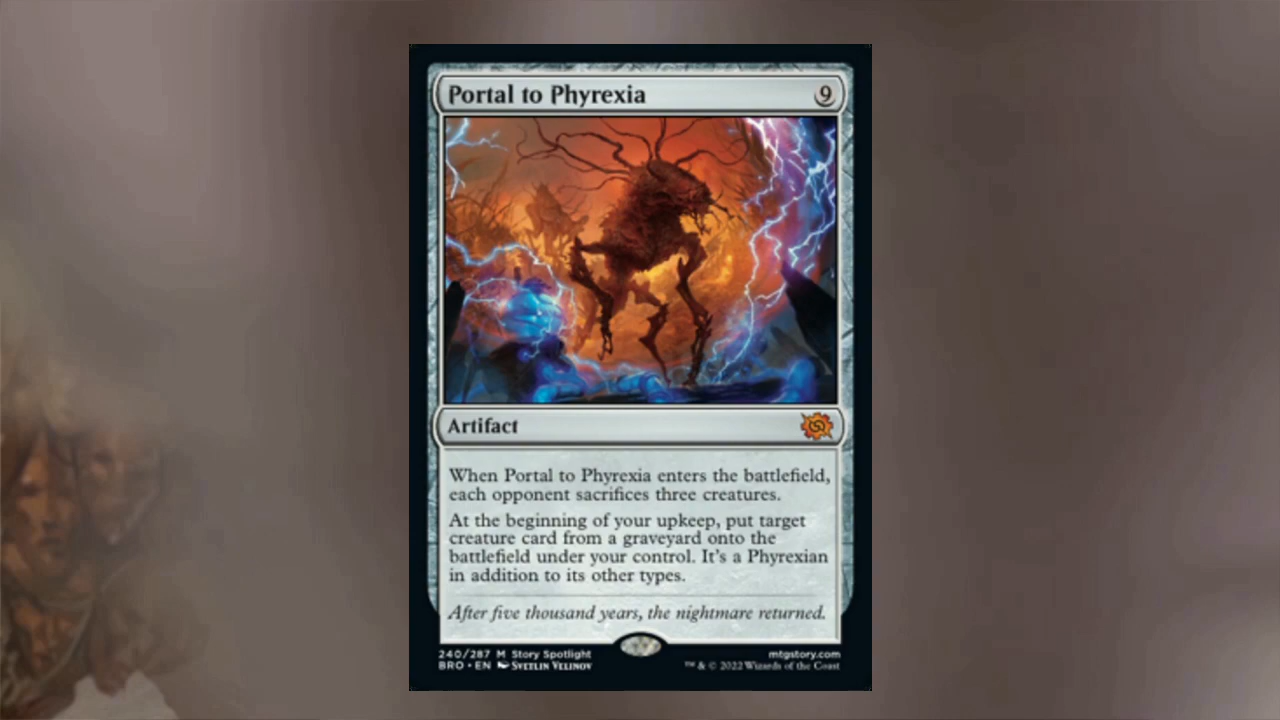 Portal to Phyrexia 9
Artifact
When Portal to Phyrexia enters the battlefield,
each opponent sacrifices three creatures.
At the beginning of your upkeep, put target
creature card from a graveyard onto the
battlefield under your control. It's a Phyrexian
in addition to its other types.
After five thousand years, the nightmare returned.
240/287 M Story Spotlight mtgstory.com
BRO • EN Svetlin Velinov ™ & © 2022 Wizards of the Coast